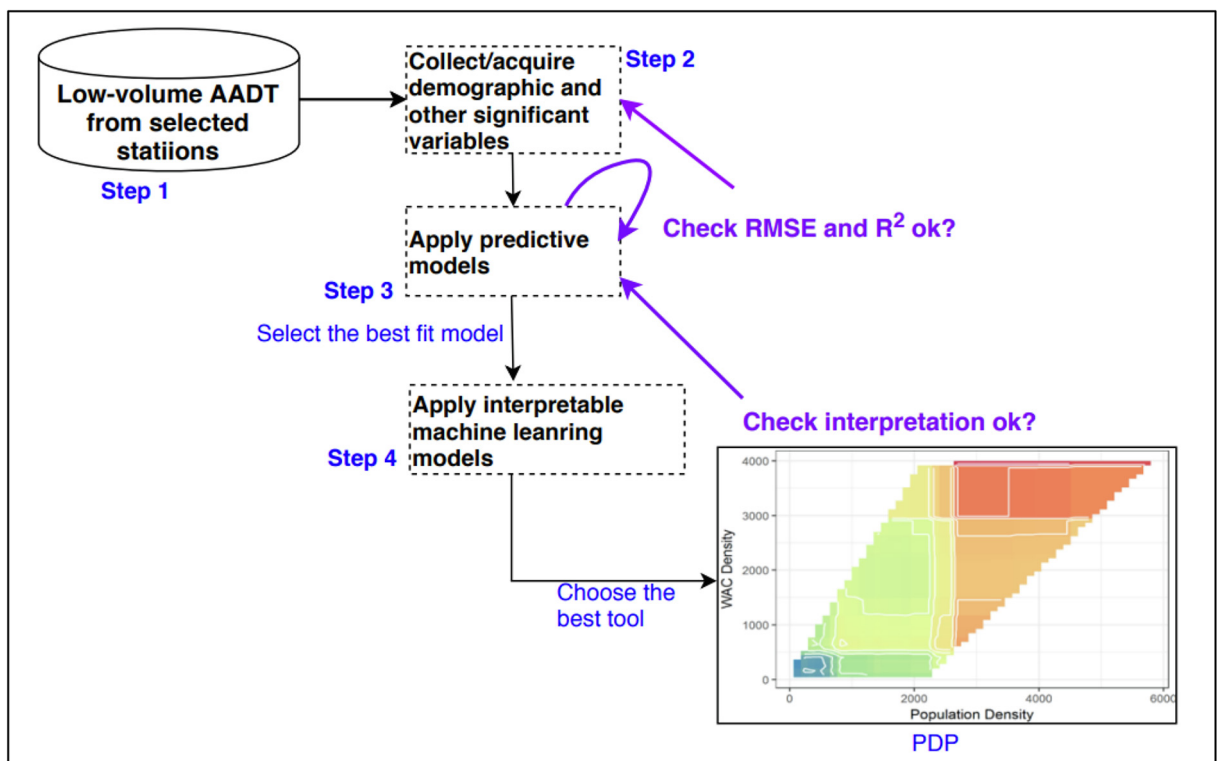 Low-volume AADT
from selected
statiions
Step 1
Collect/acquire
demographic and
other significant
variables
Step 2
Check RMSE and R² ok?
Apply predictive
models
Step 3
Select the best fit model
Apply interpretable
machine leanring
models
Step 4
Check interpretation ok?
Choose the
best tool
4000
3000
2000
1000
0
WAC Density
0
2000
4000
6000
Population Density
PDP